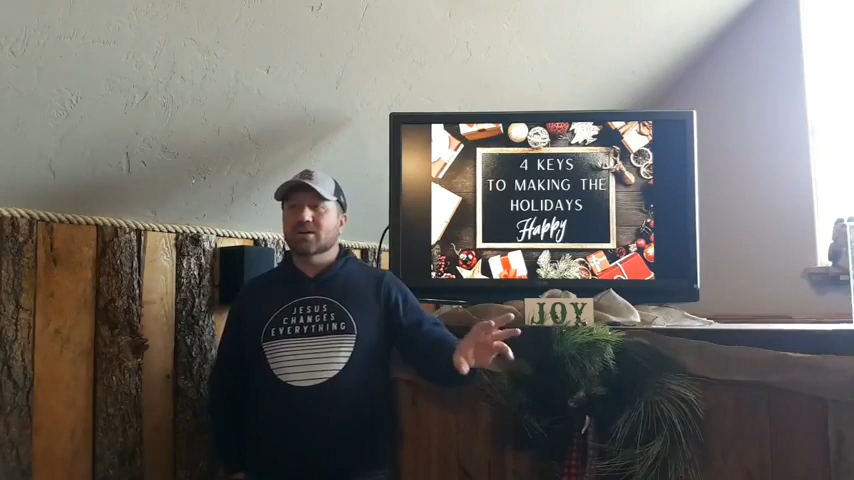 4 KEYS
TO MAKING THE
HOLIDAYS
Happy
JOY
JESUS
CHANGES
EVERYTHING